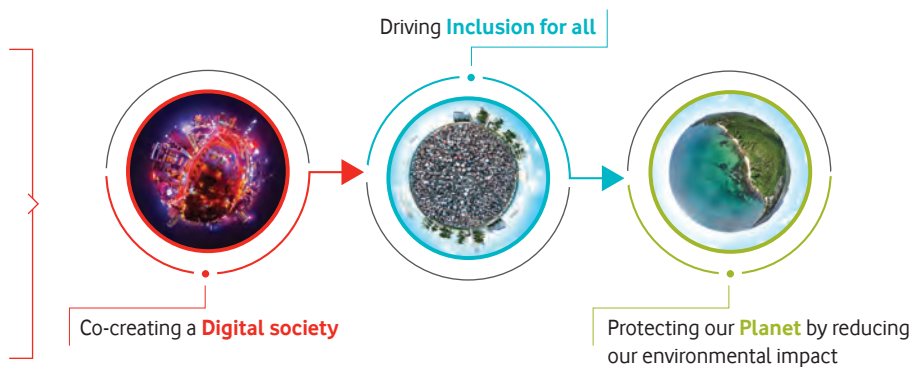 Driving Inclusion for all
Co-creating a Digital society
Protecting our Planet by reducing
our environmental impact